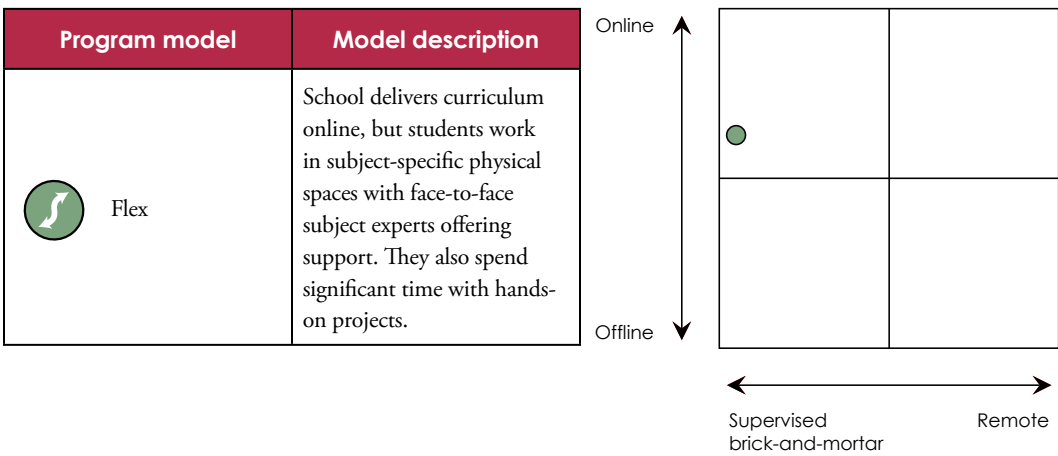 Program model
Model description
Flex
School delivers curriculum
online, but students work
in subject-specific physical
spaces with face-to-face
subject experts offering
support. They also spend
significant time with hands-
on projects.
Online
Offline
Supervised
brick-and-mortar
Remote